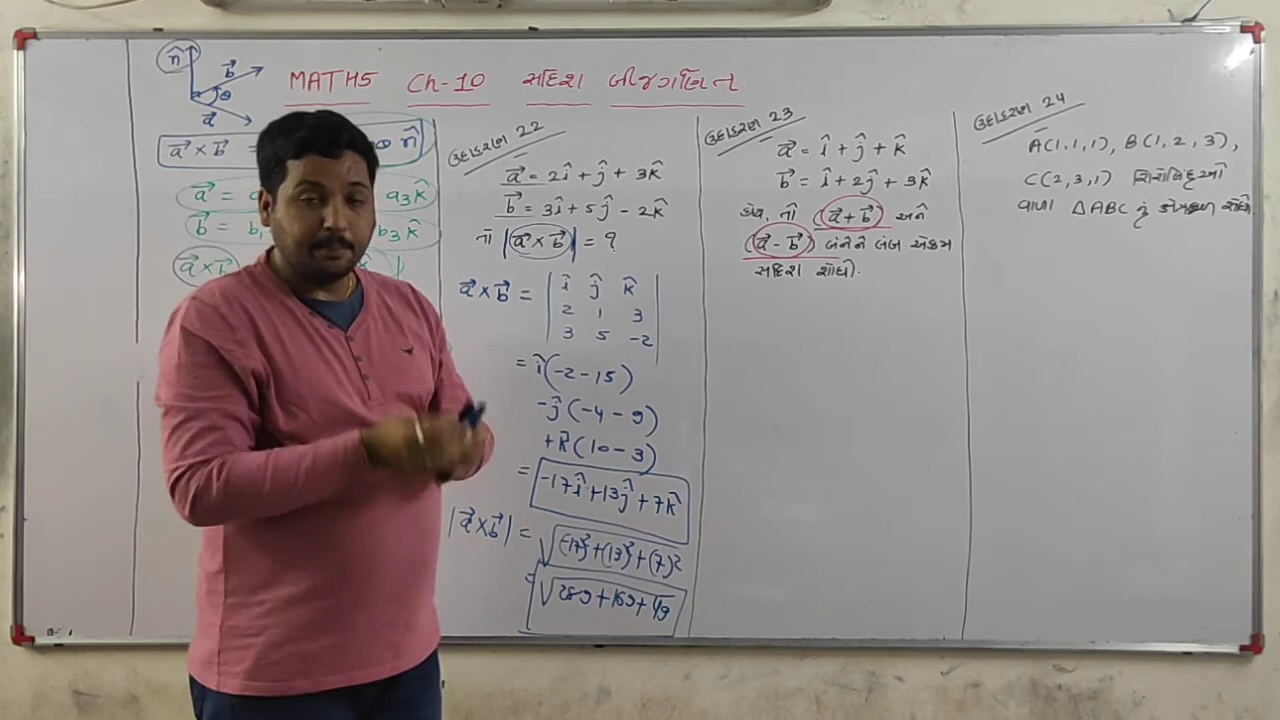 MATHS Ch-10 સદિશ બીજગણિત
n̂
b⃗
θ
a⃗
a⃗ × b⃗ =
n̂
a⃗ =
a₃k̂
b⃗ = b₁
b₃k̂
a⃗×b⃗
ઉદાહરણ 22
a⃗ = 2î + ĵ + 3k̂
b⃗ = 3î + 5ĵ - 2k̂
તો |a⃗ × b⃗| = ?
a⃗×b⃗ = | î ĵ k̂ |
2 1 3
3 5 -2
= î(-2-15)
-ĵ(-4-9)
+k̂(10-3)
= -17î+13ĵ+7k̂
|a⃗×b⃗| = √(-17)²+(13)²+(7)²
= √289+169+49
ઉદાહરણ 23
a⃗ = î + ĵ + k̂
b⃗ = î + 2ĵ + 3k̂
હોય, તો (a⃗+b⃗) અને
(a⃗-b⃗) બંનેને લંબ એકમ
સદિશ શોધો.
ઉદાહરણ 24
A(1,1,1), B(1,2,3),
C(2,3,1) શિરોબિંદુઓ
વાળા ΔABC નું ક્ષેત્રફળ શોધો.